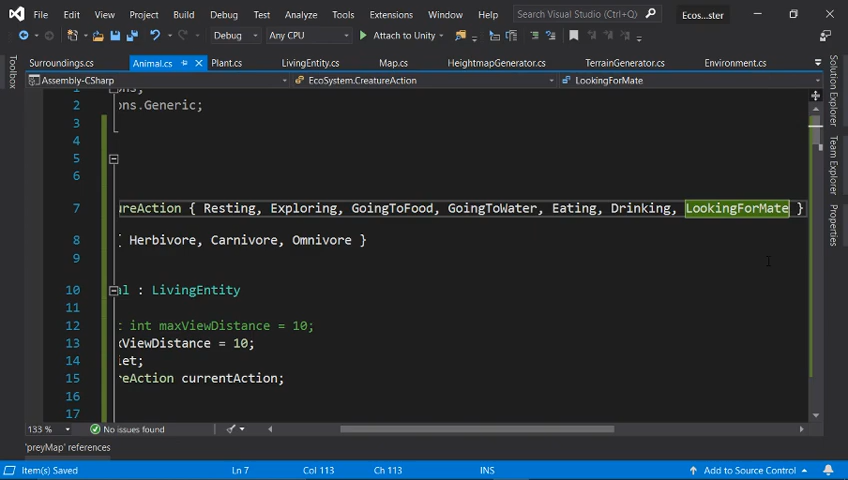 File Edit View Project Build Debug Test Analyze Tools Extensions Window Help Search Visual Studio (Ctrl+Q) Ecos...ster
Debug Any CPU Attach to Unity
Surroundings.cs Animal.cs Plant.cs LivingEntity.cs Map.cs HeightmapGenerator.cs TerrainGenerator.cs Environment.cs
Toolbox
Assembly-CSharp EcoSystem.CreatureAction LookingForMate
Solution Explorer
Team Explorer
Properties
1 ons;
2 ons.Generic;
3
4
5
6
7 ureAction { Resting, Exploring, GoingToFood, GoingToWater, Eating, Drinking, LookingForMate }
8 { Herbivore, Carnivore, Omnivore }
9
10 al : LivingEntity
11
12 t int maxViewDistance = 10;
13 xViewDistance = 10;
14 iet;
15 reAction currentAction;
16
17
133 % No issues found
'preyMap' references
Item(s) Saved Ln 7 Col 113 Ch 113 INS Add to Source Control